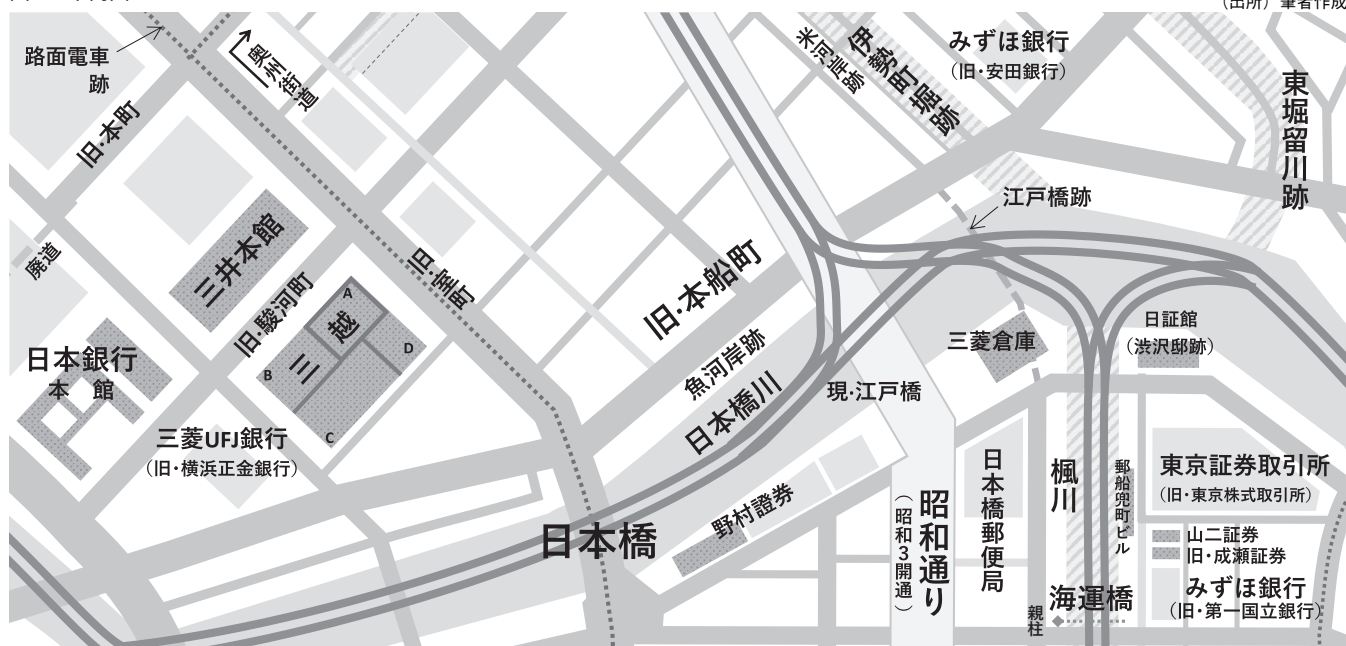 （出所）筆者作成
路面電車
跡
奥州街道
米河岸跡
伊勢町堀跡
みずほ銀行
（旧・安田銀行）
東堀留川跡
旧・本町
江戸橋跡
廃道
三井本館
旧・駿河町
旧・室町
旧・本船町
A
三越
B
D
C
日本銀行
本　館
魚河岸跡
日本橋川
三菱倉庫
日証館
（渋沢邸跡）
現・江戸橋
三菱UFJ銀行
（旧・横浜正金銀行）
野村證券
日本橋
昭和通り
（昭和３開通）
日本橋郵便局
楓川
郵船兜町ビル
東京証券取引所
（旧・東京株式取引所）
山二証券
旧・成瀬証券
みずほ銀行
（旧・第一国立銀行）
海運橋
親柱